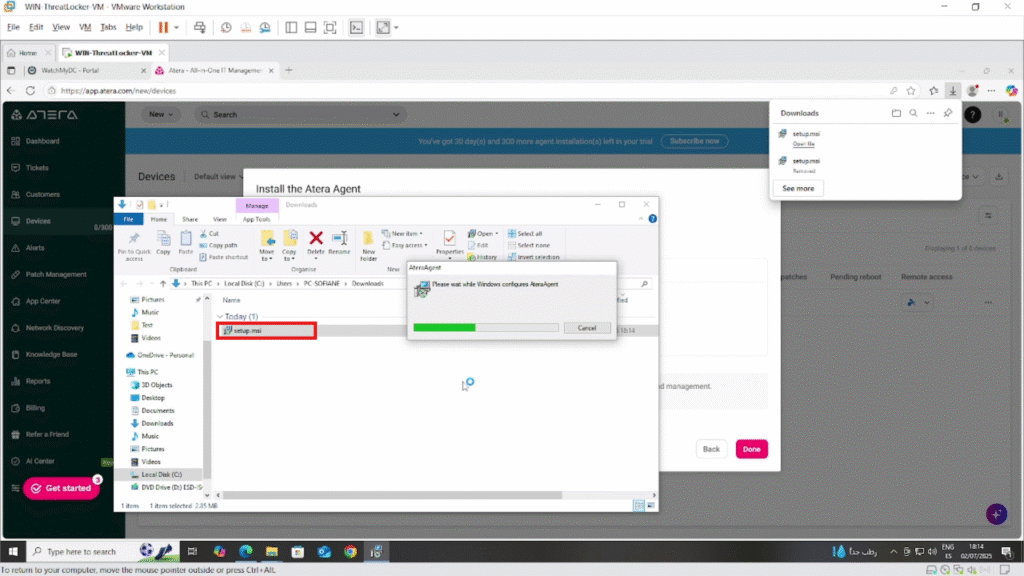 WIN-ThreatLocker-VM - VMware Workstation
File Edit View VM Tabs Help
Home
WIN-ThreatLocker-VM
WatchMyDC - Portal
Atera - All-in-One IT Managemen
https://app.atera.com/new/devices
ATERA
New
Search
Downloads
setup.msi
Open file
setup.msi
Removed
See more
You've got 30 day(s) and 300 more agent installation(s) left in your trial
Subscribe now
Dashboard
Tickets
Customers
Devices
0/300
Alerts
Patch Management
App Center
Network Discovery
Knowledge Base
Reports
Billing
Refer a Friend
AI Center
Get started
3
Devices
Default view
Install the Atera Agent
Displaying 1 of 0 devices
patches
Pending reboot
Remote access
d management.
Back
Done
Manage
Downloads
File
Home
Share
View
App Tools
Pin to Quick access
Copy
Paste
Cut
Copy path
Paste shortcut
Clipboard
Move to
Copy to
Delete
Rename
Organise
New folder
New item
Easy access
New
Properties
Open
Edit
History
Select all
Select none
Invert selection
This PC
Local Disk (C:)
Users
PC-SOFIANE
Downloads
Name
Today (1)
setup.msi
18:14
Pictures
Music
Test
Videos
OneDrive - Personal
This PC
3D Objects
Desktop
Documents
Downloads
Music
Pictures
Videos
Local Disk (C:)
DVD Drive (D:) ESD-IS
1 item
1 item selected 2.85 MB
AteraAgent
Please wait while Windows configures AteraAgent
Cancel
Type here to search
رطب جداً
ENG
ES
18:14
02/07/2025
To return to your computer, move the mouse pointer outside or press Ctrl+Alt.